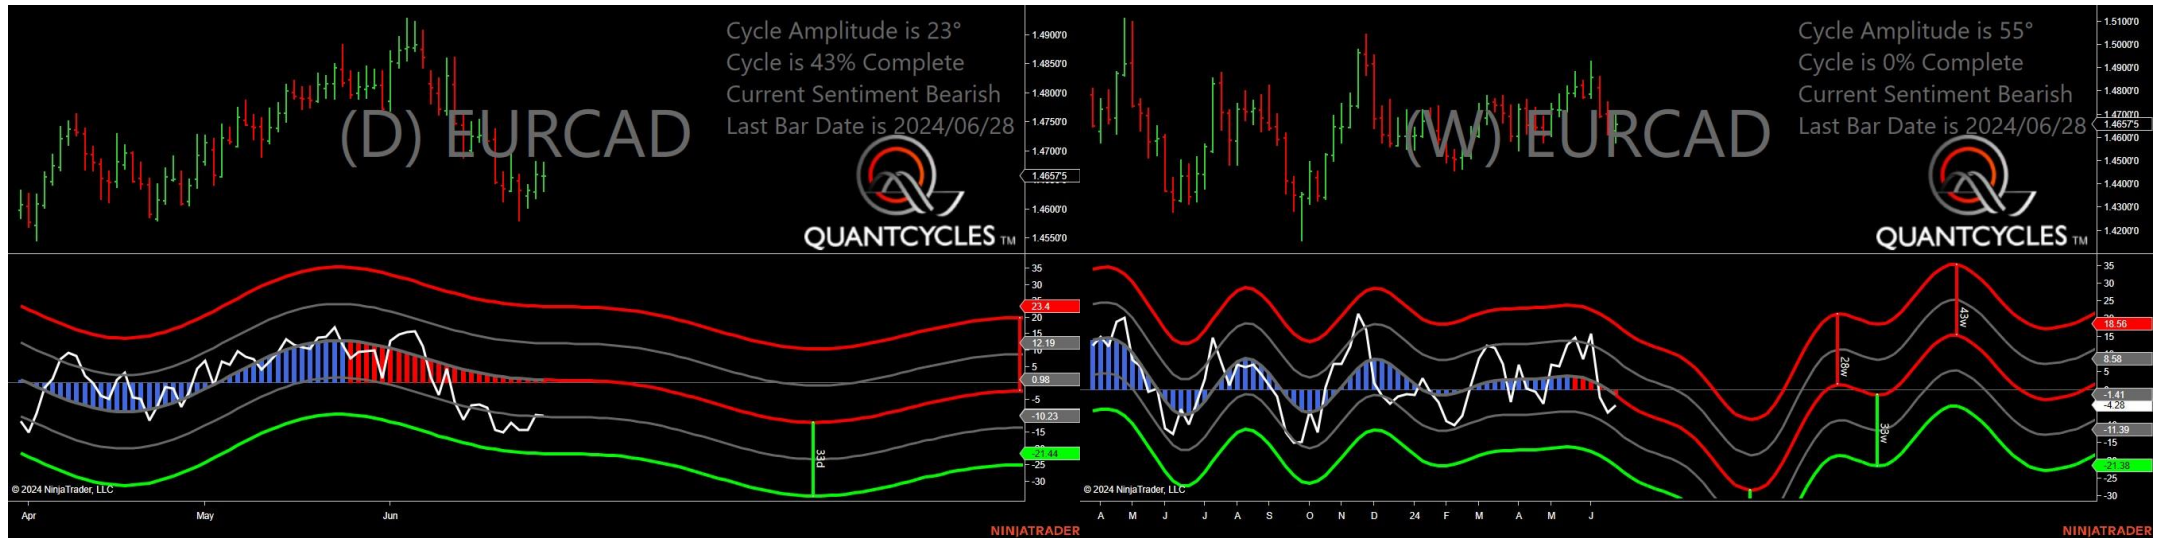 Cycle Amplitude is 23°
Cycle is 43% Complete
Current Sentiment Bearish
Last Bar Date is 2024/06/28
(D) EURCAD
QUANTCYCLES TM
1.4900'0
1.4850'0
1.4800'0
1.4750'0
1.4700'0
1.4657'5
1.4600'0
1.4550'0
35
30
23.4
20
15
12.19
10
5
0.98
-5
-10.23
-15
-21.44
-25
-30
33d
© 2024 NinjaTrader, LLC
Apr May Jun
NINJATRADER
Cycle Amplitude is 55°
Cycle is 0% Complete
Current Sentiment Bearish
Last Bar Date is 2024/06/28
(W) EURCAD
QUANTCYCLES TM
1.5100'0
1.5000'0
1.4900'0
1.4800'0
1.4700'0
1.4657'5
1.4600'0
1.4500'0
1.4400'0
1.4300'0
1.4200'0
35
30
25
18.56
15
8.58
5
-1.41
-4.28
-11.39
-15
-21.38
-25
-30
28w
33w
43w
© 2024 NinjaTrader, LLC
A M J J A S O N D 24 F M A M J
NINJATRADER